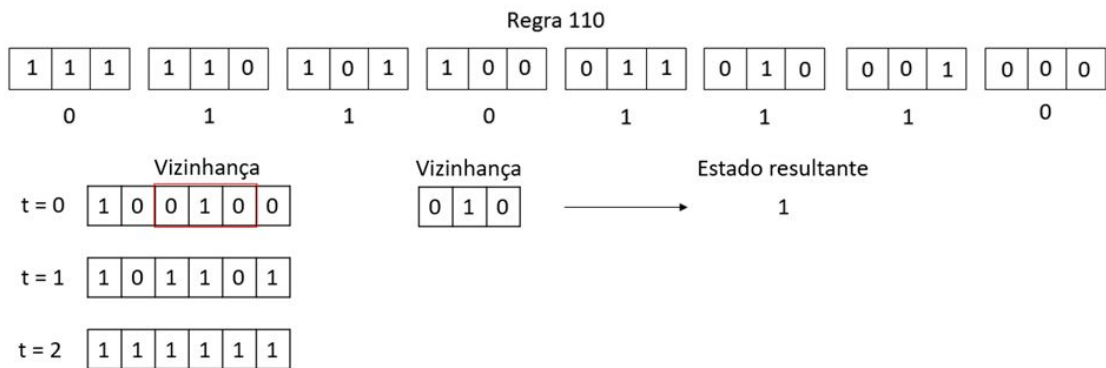 Regra 110
1 1 1 1 1 0 1 0 1 1 0 0 0 1 1 0 1 0 0 0 1 0 0 0
0 1 1 0 1 1 1 0
Vizinhança Vizinhança Estado resultante
t = 0 1 0 0 1 0 0 0 1 0 1
t = 1 1 0 1 1 0 1
t = 2 1 1 1 1 1 1